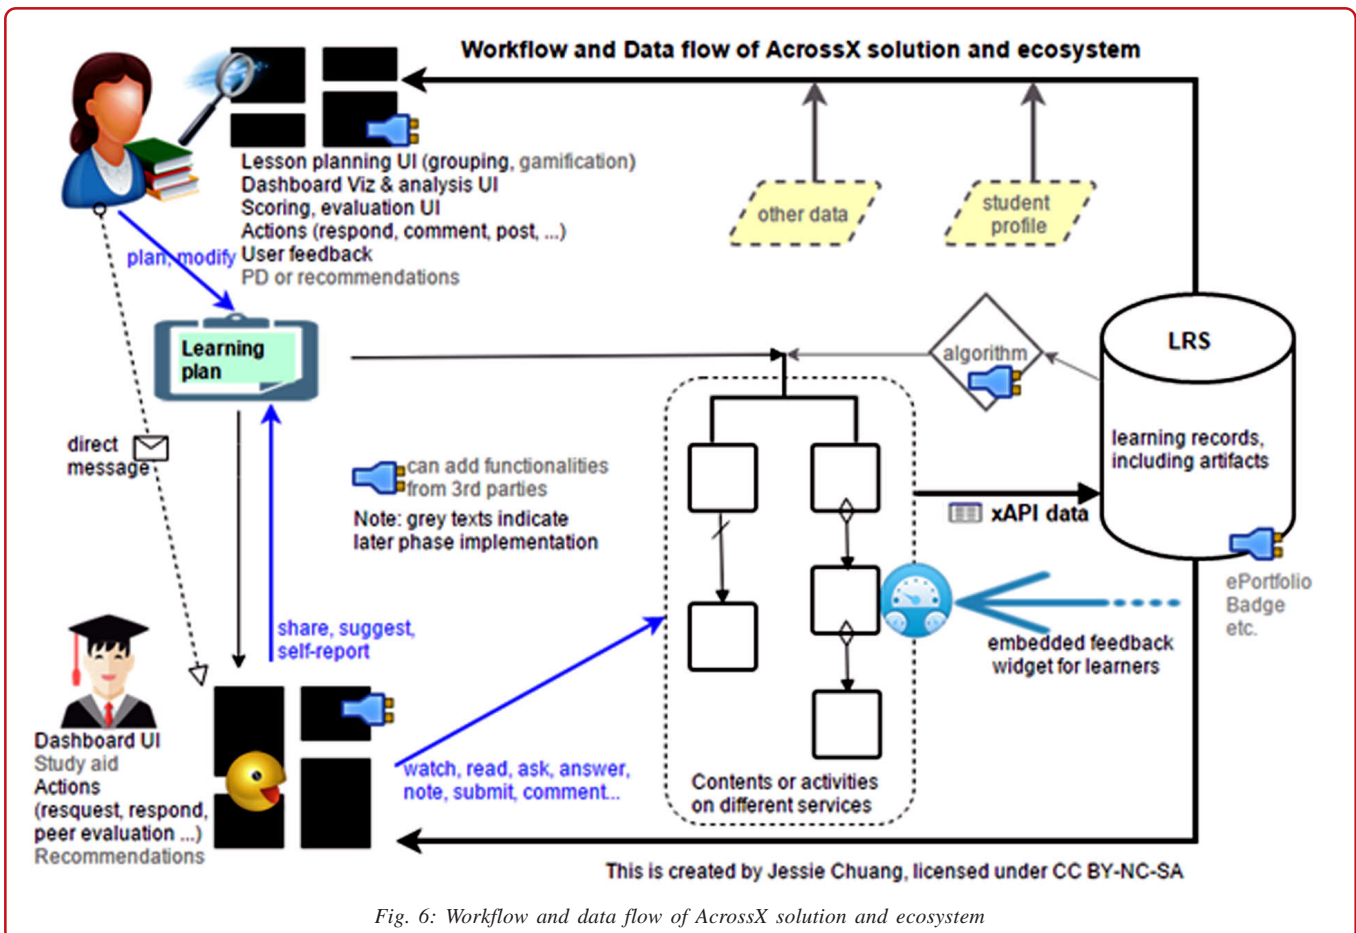 Workflow and Data flow of AcrossX solution and ecosystem
Lesson planning UI (grouping, gamification)
Dashboard Viz & analysis UI
Scoring, evaluation UI
Actions (respond, comment, post, ...)
User feedback
PD or recommendations
other data
student
profile
plan, modify
Learning
plan
algorithm
LRS
learning records,
including artifacts
direct
message
can add functionalities
from 3rd parties
Note: grey texts indicate
later phase implementation
xAPI data
ePortfolio
Badge
etc.
share, suggest,
self-report
embedded feedback
widget for learners
Dashboard UI
Study aid
Actions
(resquest, respond,
peer evaluation ...)
Recommendations
watch, read, ask, answer,
note, submit, comment...
Contents or activities
on different services
This is created by Jessie Chuang, licensed under CC BY-NC-SA
Fig. 6: Workflow and data flow of AcrossX solution and ecosystem